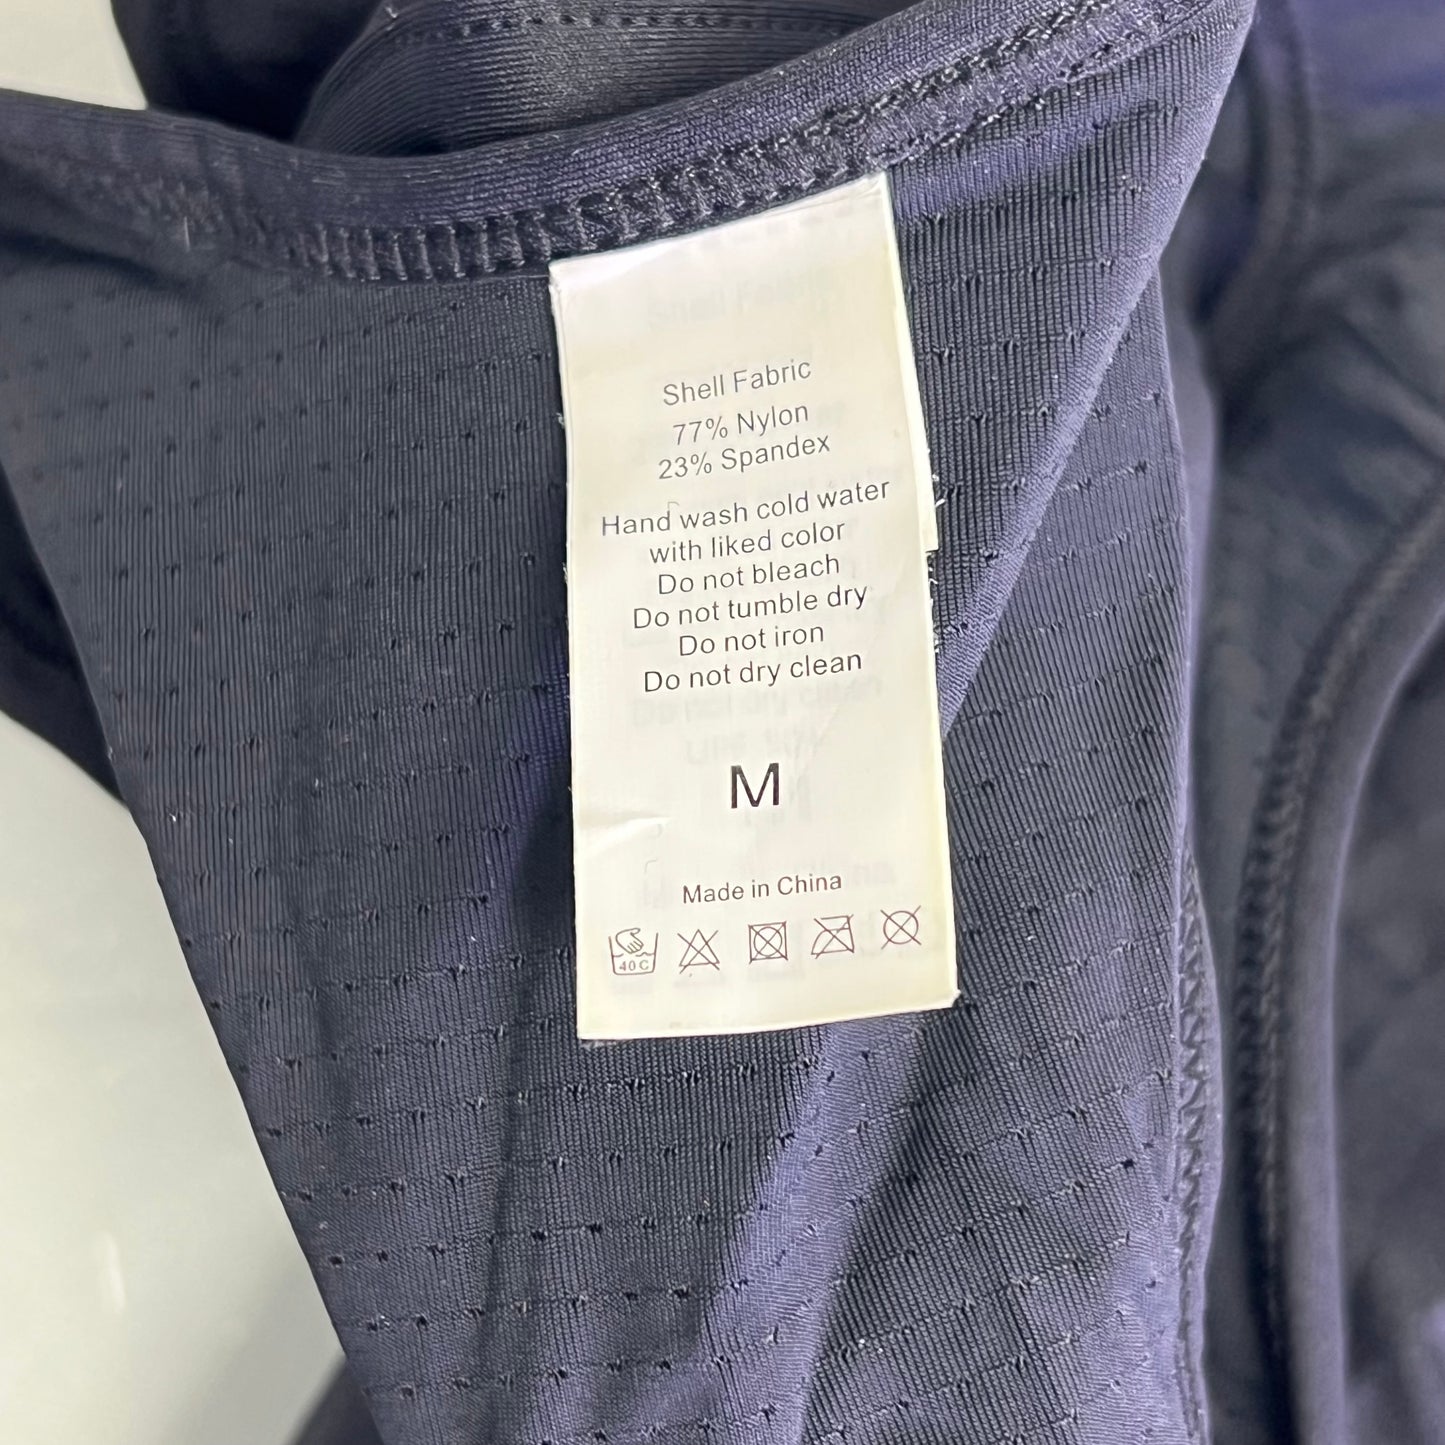 Shell Fabric
77% Nylon
23% Spandex
Hand wash cold water
with liked color
Do not bleach
Do not tumble dry
Do not iron
Do not dry clean
M
Made in China
40C